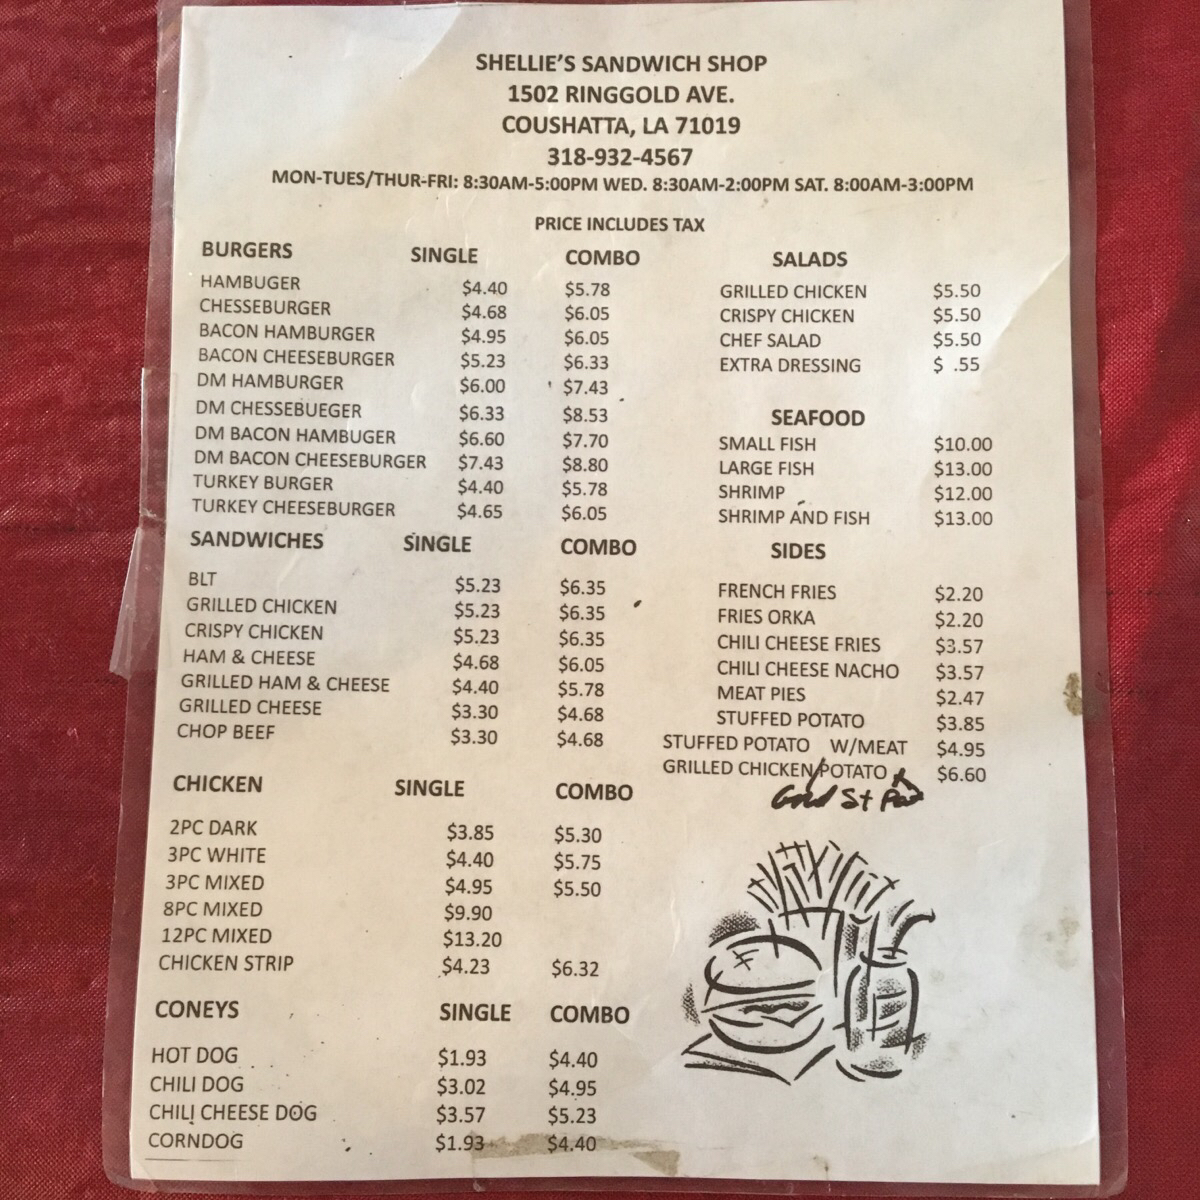 SHELLIE'S SANDWICH SHOP
1502 RINGGOLD AVE.
COUSHATTA, LA 71019
318-932-4567
MON-TUES/THUR-FRI: 8:30AM-5:00PM WED. 8:30AM-2:00PM SAT. 8:00AM-3:00PM
PRICE INCLUDES TAX
BURGERS SINGLE COMBO
HAMBUGER $4.40 $5.78
CHESSEBURGER $4.68 $6.05
BACON HAMBURGER $4.95 $6.05
BACON CHEESEBURGER $5.23 $6.33
DM HAMBURGER $6.00 $7.43
DM CHESSEBUEGER $6.33 $8.53
DM BACON HAMBUGER $6.60 $7.70
DM BACON CHEESEBURGER $7.43 $8.80
TURKEY BURGER $4.40 $5.78
TURKEY CHEESEBURGER $4.65 $6.05
SANDWICHES SINGLE COMBO
BLT $5.23 $6.35
GRILLED CHICKEN $5.23 $6.35
CRISPY CHICKEN $5.23 $6.35
HAM & CHEESE $4.68 $6.05
GRILLED HAM & CHEESE $4.40 $5.78
GRILLED CHEESE $3.30 $4.68
CHOP BEEF $3.30 $4.68
CHICKEN SINGLE COMBO
2PC DARK $3.85 $5.30
3PC WHITE $4.40 $5.75
3PC MIXED $4.95 $5.50
8PC MIXED $9.90
12PC MIXED $13.20
CHICKEN STRIP $4.23 $6.32
CONEYS SINGLE COMBO
HOT DOG $1.93 $4.40
CHILI DOG $3.02 $4.95
CHILI CHEESE DOG $3.57 $5.23
CORNDOG $1.93 $4.40
SALADS
GRILLED CHICKEN $5.50
CRISPY CHICKEN $5.50
CHEF SALAD $5.50
EXTRA DRESSING $ .55
SEAFOOD
SMALL FISH $10.00
LARGE FISH $13.00
SHRIMP $12.00
SHRIMP AND FISH $13.00
SIDES
FRENCH FRIES $2.20
FRIES ORKA $2.20
CHILI CHEESE FRIES $3.57
CHILI CHEESE NACHO $3.57
MEAT PIES $2.47
STUFFED POTATO $3.85
STUFFED POTATO W/MEAT $4.95
GRILLED CHICKEN/POTATO $6.60
St